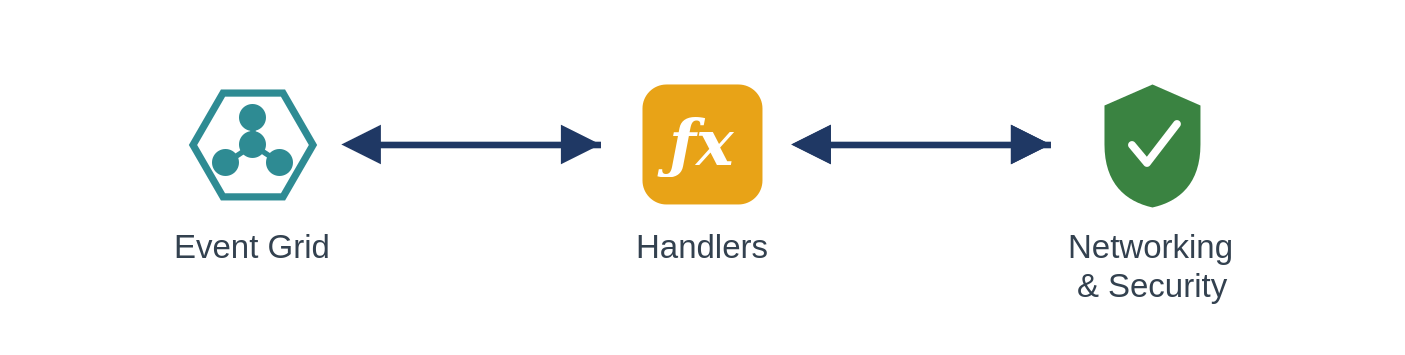 Event Grid
fx
Handlers
Networking
& Security